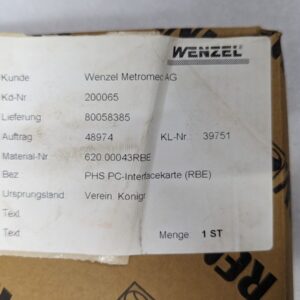 WENZEL
Kunde Wenzel Metromec AG
Kd-Nr 200065
Lieferung 80058385
Auftrag 48974 KL-Nr. 39751
Material-Nr 620.00043RBE
Bez PHS PC-Interfacekarte (RBE)
Ursprungsland: Verein. Königr
Text
Text Menge 1 ST